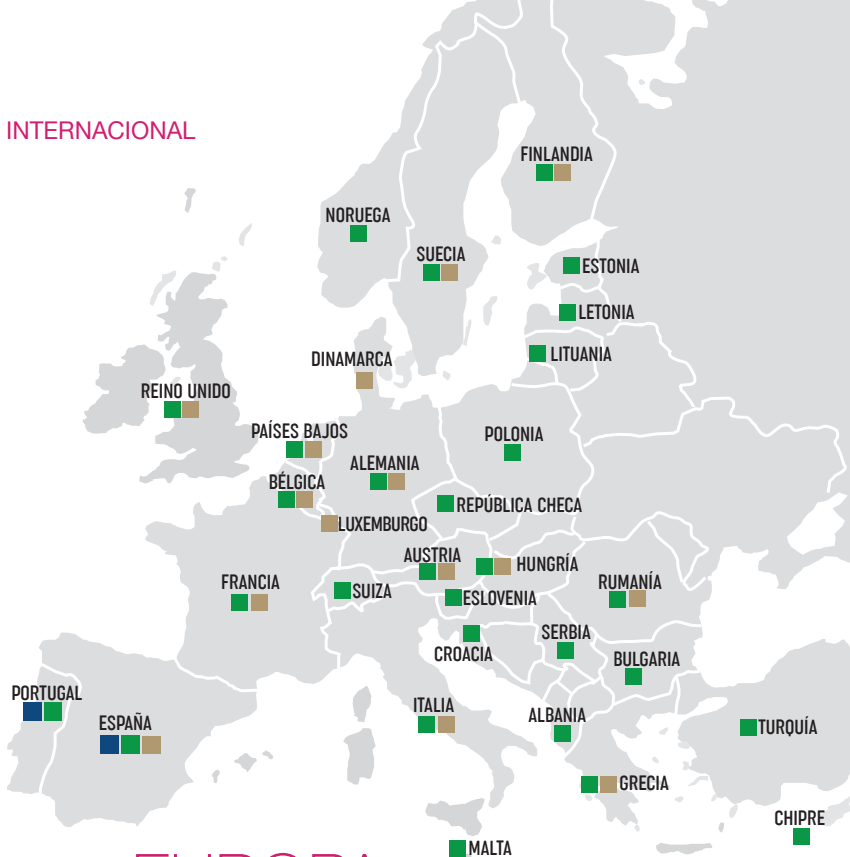 INTERNACIONAL
FINLANDIA
NORUEGA
SUECIA
ESTONIA
LETONIA
DINAMARCA
LITUANIA
REINO UNIDO
PAÍSES BAJOS
POLONIA
ALEMANIA
BÉLGICA
REPÚBLICA CHECA
LUXEMBURGO
AUSTRIA
HUNGRÍA
FRANCIA
RUMANÍA
SUIZA
ESLOVENIA
SERBIA
CROACIA
BULGARIA
PORTUGAL
ITALIA
ALBANIA
ESPAÑA
TURQUÍA
GRECIA
CHIPRE
MALTA
EUROPA